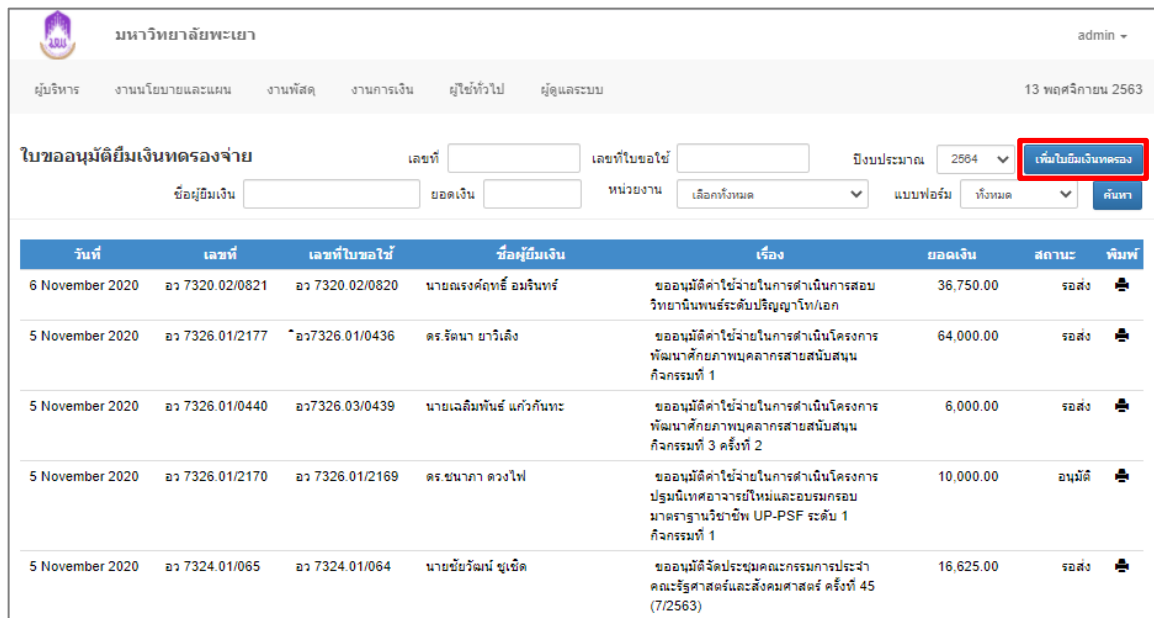 มหาวิทยาลัยพะเยา admin
ผู้บริหาร งานนโยบายและแผน งานพัสดุ งานการเงิน ผู้ใช้ทั่วไป ผู้ดูแลระบบ 13 พฤศจิกายน 2563
ใบขออนุมัติยืมเงินทดรองจ่าย เลขที่ เลขที่ใบขอใช้ ปีงบประมาณ 2564 เพิ่มใบยืมเงินทดรอง
ชื่อผู้ยืมเงิน ยอดเงิน หน่วยงาน เลือกทั้งหมด แบบฟอร์ม ทั้งหมด ค้นหา
วันที่ เลขที่ เลขที่ใบขอใช้ ชื่อผู้ยืมเงิน เรื่อง ยอดเงิน สถานะ พิมพ์
6 November 2020 อว 7320.02/0821 อว 7320.02/0820 นายณรงค์ฤทธิ์ อมรินทร์ ขออนุมัติค่าใช้จ่ายในการดำเนินการสอบ 36,750.00 รอส่ง
วิทยานินพนธ์ระดับปริญญาโท/เอก
5 November 2020 อว 7326.01/2177 ิอว7326.01/0436 ดร.รัตนา ยาวิเลิง ขออนุมัติค่าใช้จ่ายในการดำเนินโครงการ 64,000.00 รอส่ง
พัฒนาศักยภาพบุคลากรสายสนับสนุน
กิจกรรมที่ 1
5 November 2020 อว 7326.01/0440 อว7326.03/0439 นายเฉลิมพันธ์ แก้วกันทะ ขออนุมัติค่าใช้จ่ายในการดำเนินโครงการ 6,000.00 รอส่ง
พัฒนาศักยภาพบุคลากรสายสนับสนุน
กิจกรรมที่ 3 ครั้งที่ 2
5 November 2020 อว 7326.01/2170 อว 7326.01/2169 ดร.ชนาภา ดวงไฟ ขออนุมัติค่าใช้จ่ายในการดำเนินโครงการ 10,000.00 อนุมัติ
ปฐมนิเทศอาจารย์ใหม่และอบรมกรอบ
มาตราฐานวิชาชีพ UP-PSF ระดับ 1
กิจกรรมที่ 1
5 November 2020 อว 7324.01/065 อว 7324.01/064 นายชัยวัฒน์ ชูเชิด ขออนุมัติจัดประชุมคณะกรรมการประจำ 16,625.00 รอส่ง
คณะรัฐศาสตร์และสังคมศาสตร์ ครั้งที่ 45
(7/2563)